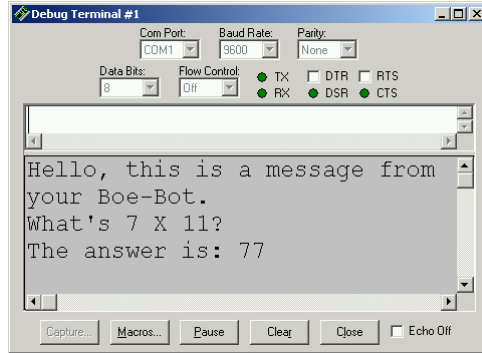 Debug Terminal #1
Com Port: Baud Rate: Parity:
COM1 9600 None
Data Bits: Flow Control: TX DTR RTS
8 Off RX DSR CTS
Hello, this is a message from
your Boe-Bot.
What's 7 X 11?
The answer is: 77
Capture... Macros... Pause Clear Close Echo Off